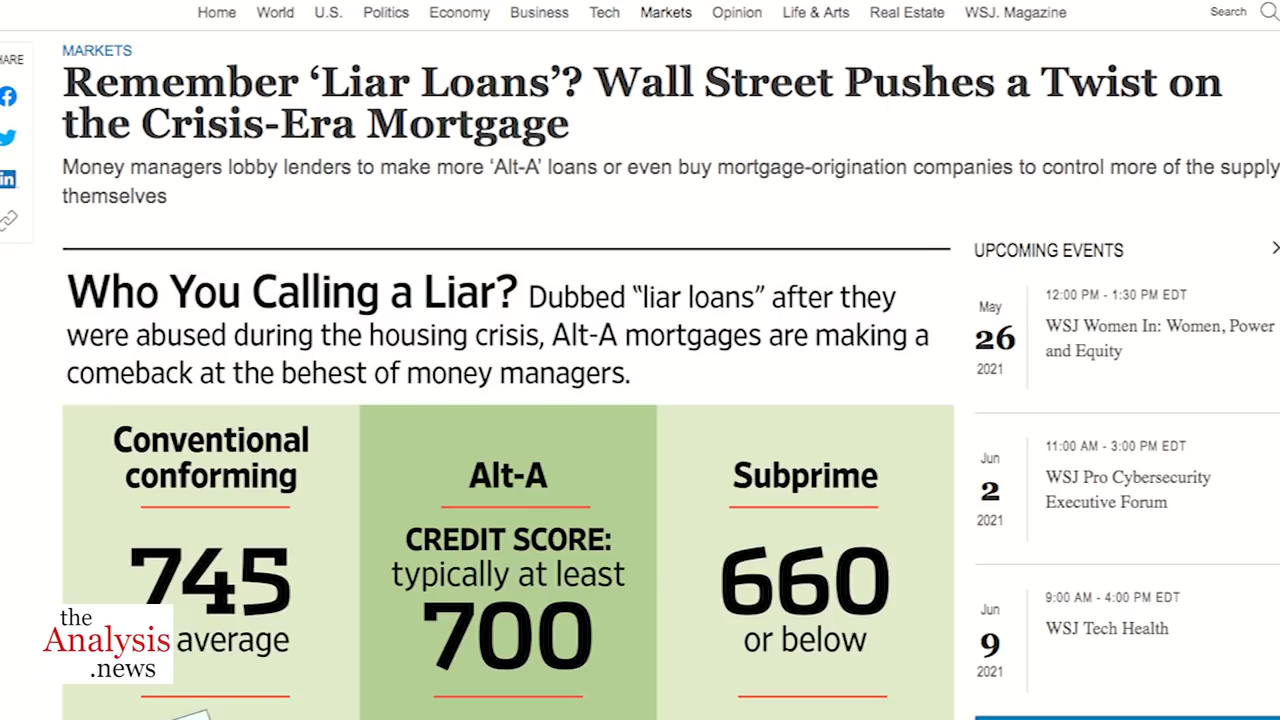 Home World U.S. Politics Economy Business Tech Markets Opinion Life & Arts Real Estate WSJ. Magazine Search
MARKETS
Remember ‘Liar Loans’? Wall Street Pushes a Twist on
the Crisis-Era Mortgage
Money managers lobby lenders to make more ‘Alt-A’ loans or even buy mortgage-origination companies to control more of the supply
themselves
Who You Calling a Liar? Dubbed “liar loans” after they
were abused during the housing crisis, Alt-A mortgages are making a
comeback at the behest of money managers.
Conventional
conforming
745
average
Alt-A
CREDIT SCORE:
typically at least
700
Subprime
660
or below
UPCOMING EVENTS
May
26
2021
12:00 PM - 1:30 PM EDT
WSJ Women In: Women, Power
and Equity
Jun
2
2021
11:00 AM - 3:00 PM EDT
WSJ Pro Cybersecurity
Executive Forum
Jun
9
2021
9:00 AM - 4:00 PM EDT
WSJ Tech Health
the
Analysis
.news